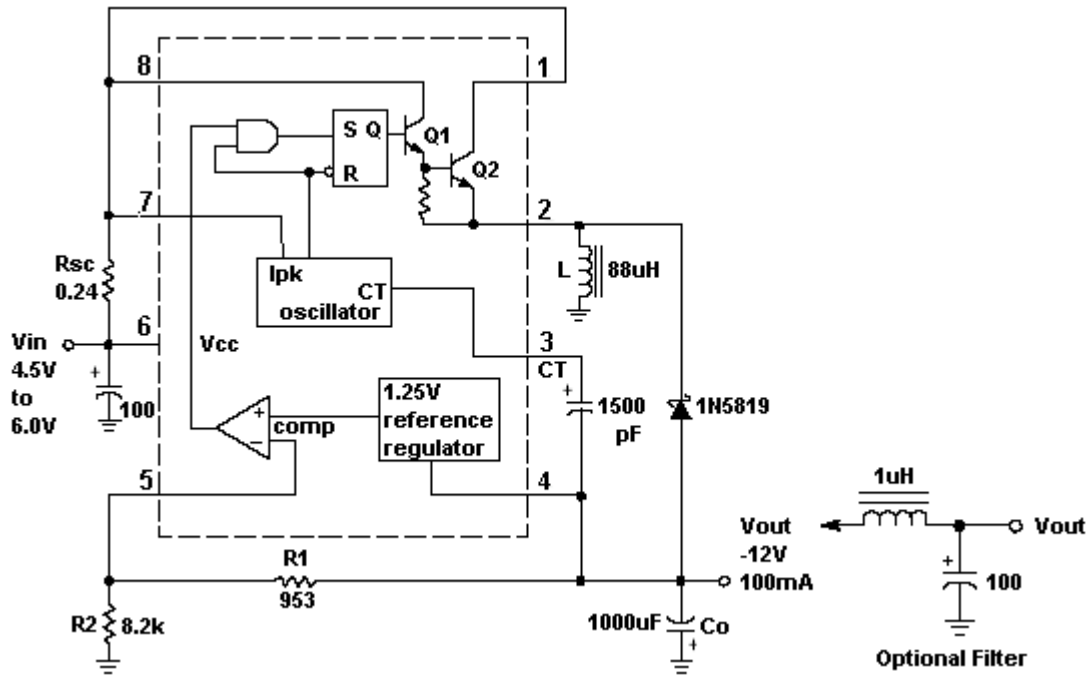 8
1
S Q
Q1
R
Q2
7
2
Rsc
0.24
Ipk
CT
oscillator
L
88uH
Vin
4.5V
to
6.0V
6
Vcc
3
CT
+
100
1.25V
reference
regulator
+
1500
pF
1N5819
+
−
comp
5
4
1uH
Vout
-12V
100mA
Vout
R1
953
+
100
R2
8.2k
1000uF
Co
+
Optional Filter